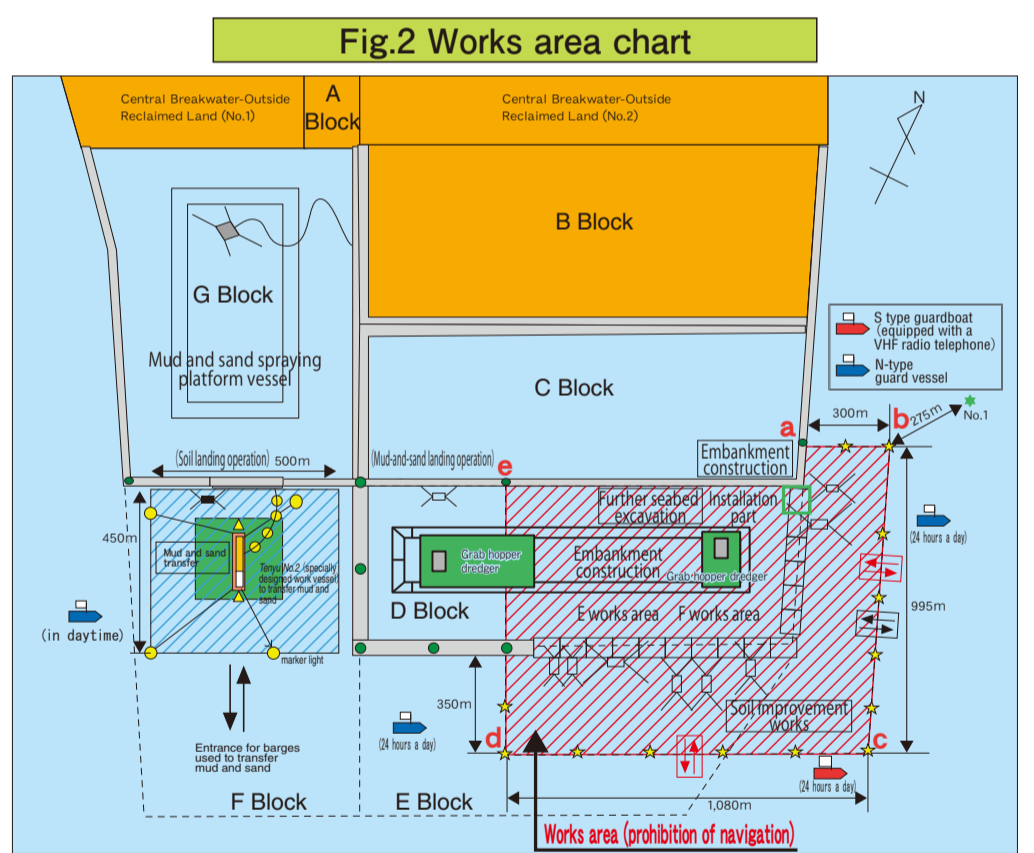 Fig.2 Works area chart
Central Breakwater-Outside
Reclaimed Land (No.1)
A
Block
Central Breakwater-Outside
Reclaimed Land (No.2)
N
B Block
G Block
Mud and sand spraying
platform vessel
C Block
S type guardboat
(equipped with a
VHF radio telephone)
N-type
guard vessel
300m
b
275m
No.1
a
(Soil landing operation)
500m
(Mud-and-sand landing operation)
e
Embankment
construction
Further seabed
excavation
Installation
part
450m
Mud and sand
transfer
Tenyu No.2 (specially
designed work vessel
to transfer mud and
sand
Grab hopper
dredger
Embankment
construction
Grab hopper dredger
(24 hours a day)
D Block
E works area
F works area
995m
(in daytime)
marker light
350m
Soil improvement
works
(24 hours a day)
d
c
Entrance for barges
used to transfer
mud and sand
(24 hours a day)
F Block
E Block
1,080m
Works area (prohibition of navigation)